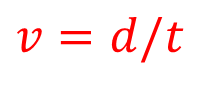 v = d/t